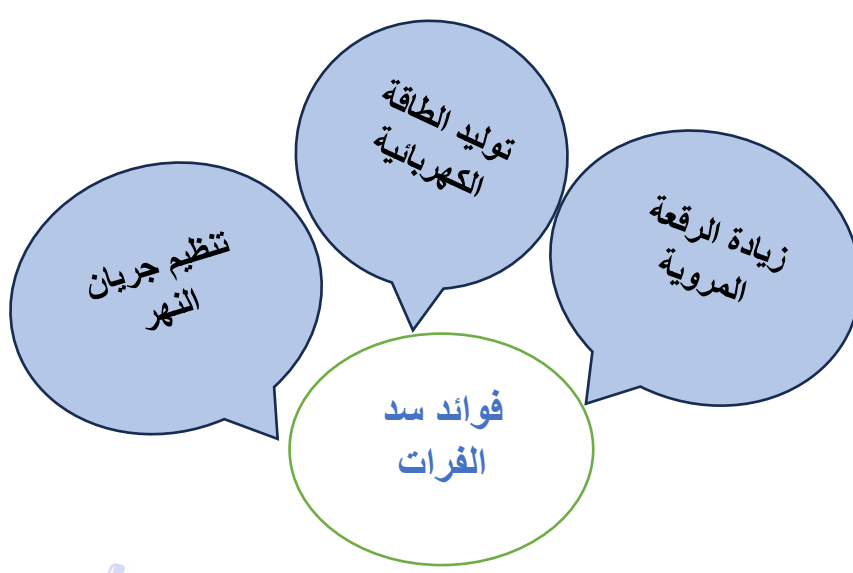 توليد الطاقة
الكهربائية
زيادة الرقعة
المروية
تنظيم جريان
النهر
فوائد سد
الفرات